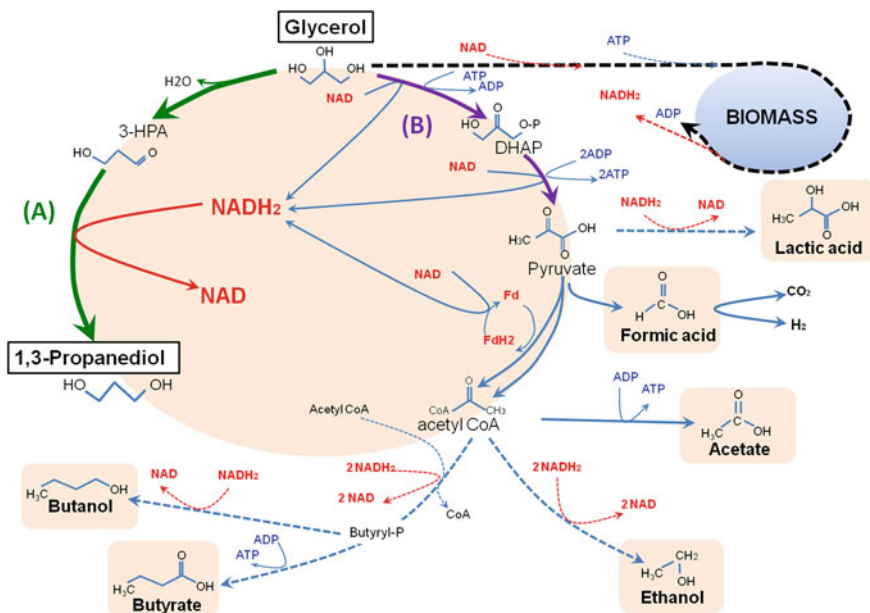 Glycerol
OH
HO
OH
H2O
NAD
ATP
ADP
NAD
ATP
NADH2
ADP
BIOMASS
3-HPA
HO
O
(B)
HO
O
O-P
DHAP
(A)
NADH2
NAD
2ADP
2ATP
NAD
O
H3C
OH
O
Pyruvate
NADH2
NAD
OH
H3C
OH
O
Lactic acid
NAD
Fd
FdH2
O
H
OH
Formic acid
CO2
H2
1,3-Propanediol
HO
OH
Acetyl CoA
O
CoA
CH3
acetyl CoA
ADP
ATP
O
H3C
OH
Acetate
NAD
NADH2
H3C
OH
Butanol
2 NADH2
2 NAD
CoA
2 NADH2
2 NAD
Butyryl-P
ADP
ATP
O
H3C
OH
Butyrate
CH2
H3C
OH
Ethanol